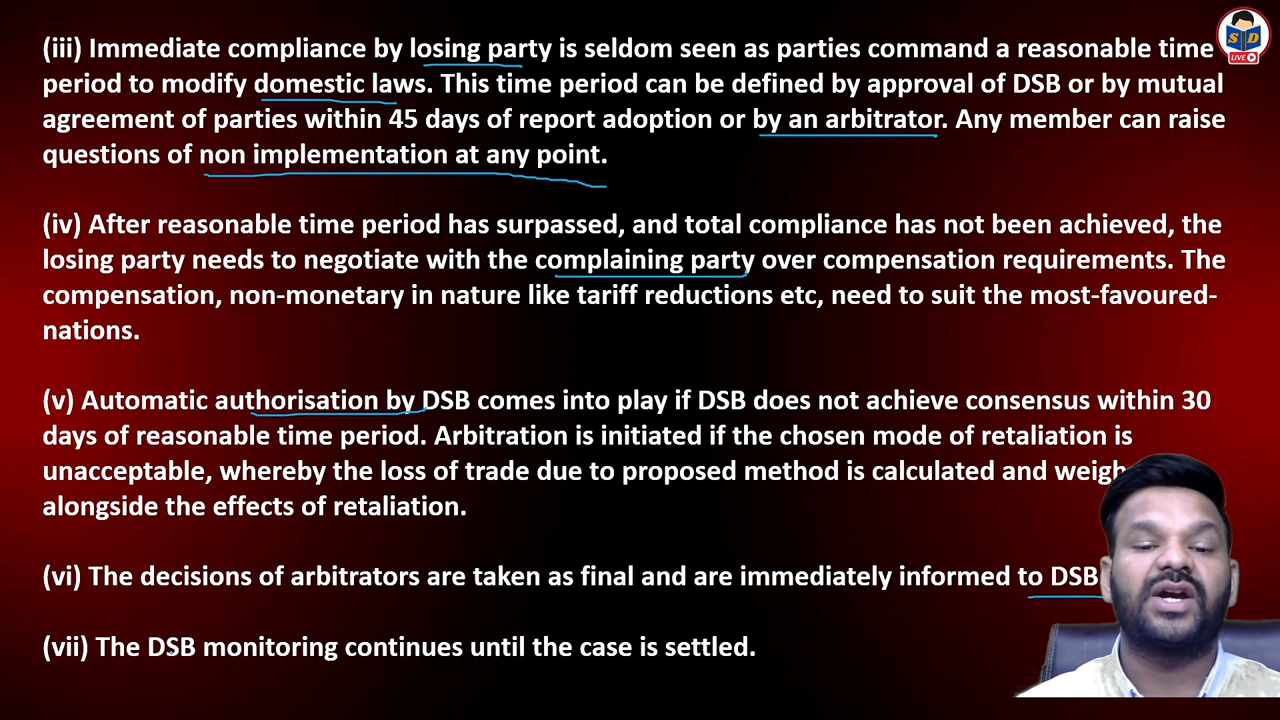 (iii) Immediate compliance by losing party is seldom seen as parties command a reasonable time
period to modify domestic laws. This time period can be defined by approval of DSB or by mutual
agreement of parties within 45 days of report adoption or by an arbitrator. Any member can raise
questions of non implementation at any point.
(iv) After reasonable time period has surpassed, and total compliance has not been achieved, the
losing party needs to negotiate with the complaining party over compensation requirements. The
compensation, non-monetary in nature like tariff reductions etc, need to suit the most-favoured-
nations.
(v) Automatic authorisation by DSB comes into play if DSB does not achieve consensus within 30
days of reasonable time period. Arbitration is initiated if the chosen mode of retaliation is
unacceptable, whereby the loss of trade due to proposed method is calculated and
alongside the effects of retaliation.
(vi) The decisions of arbitrators are taken as final and are immediately informed to DSB
(vii) The DSB monitoring continues until the case is settled.
S D
LIVE